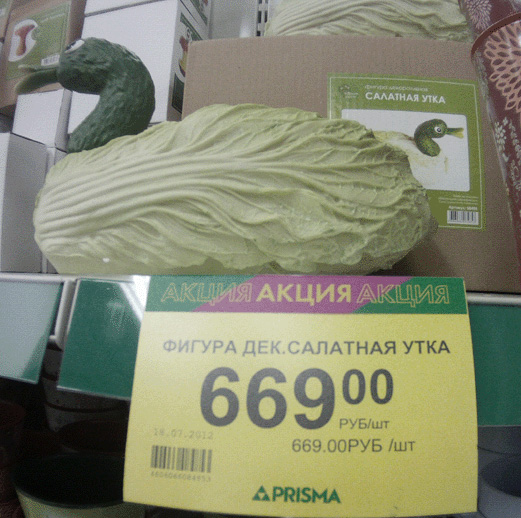 фигура декоративная
САЛАТНАЯ УТКА
АКЦИЯ АКЦИЯ АКЦИЯ
ФИГУРА ДЕК.САЛАТНАЯ УТКА
669 00
РУБ/шт
669.00РУБ /шт
16.07.2012
PRISMA